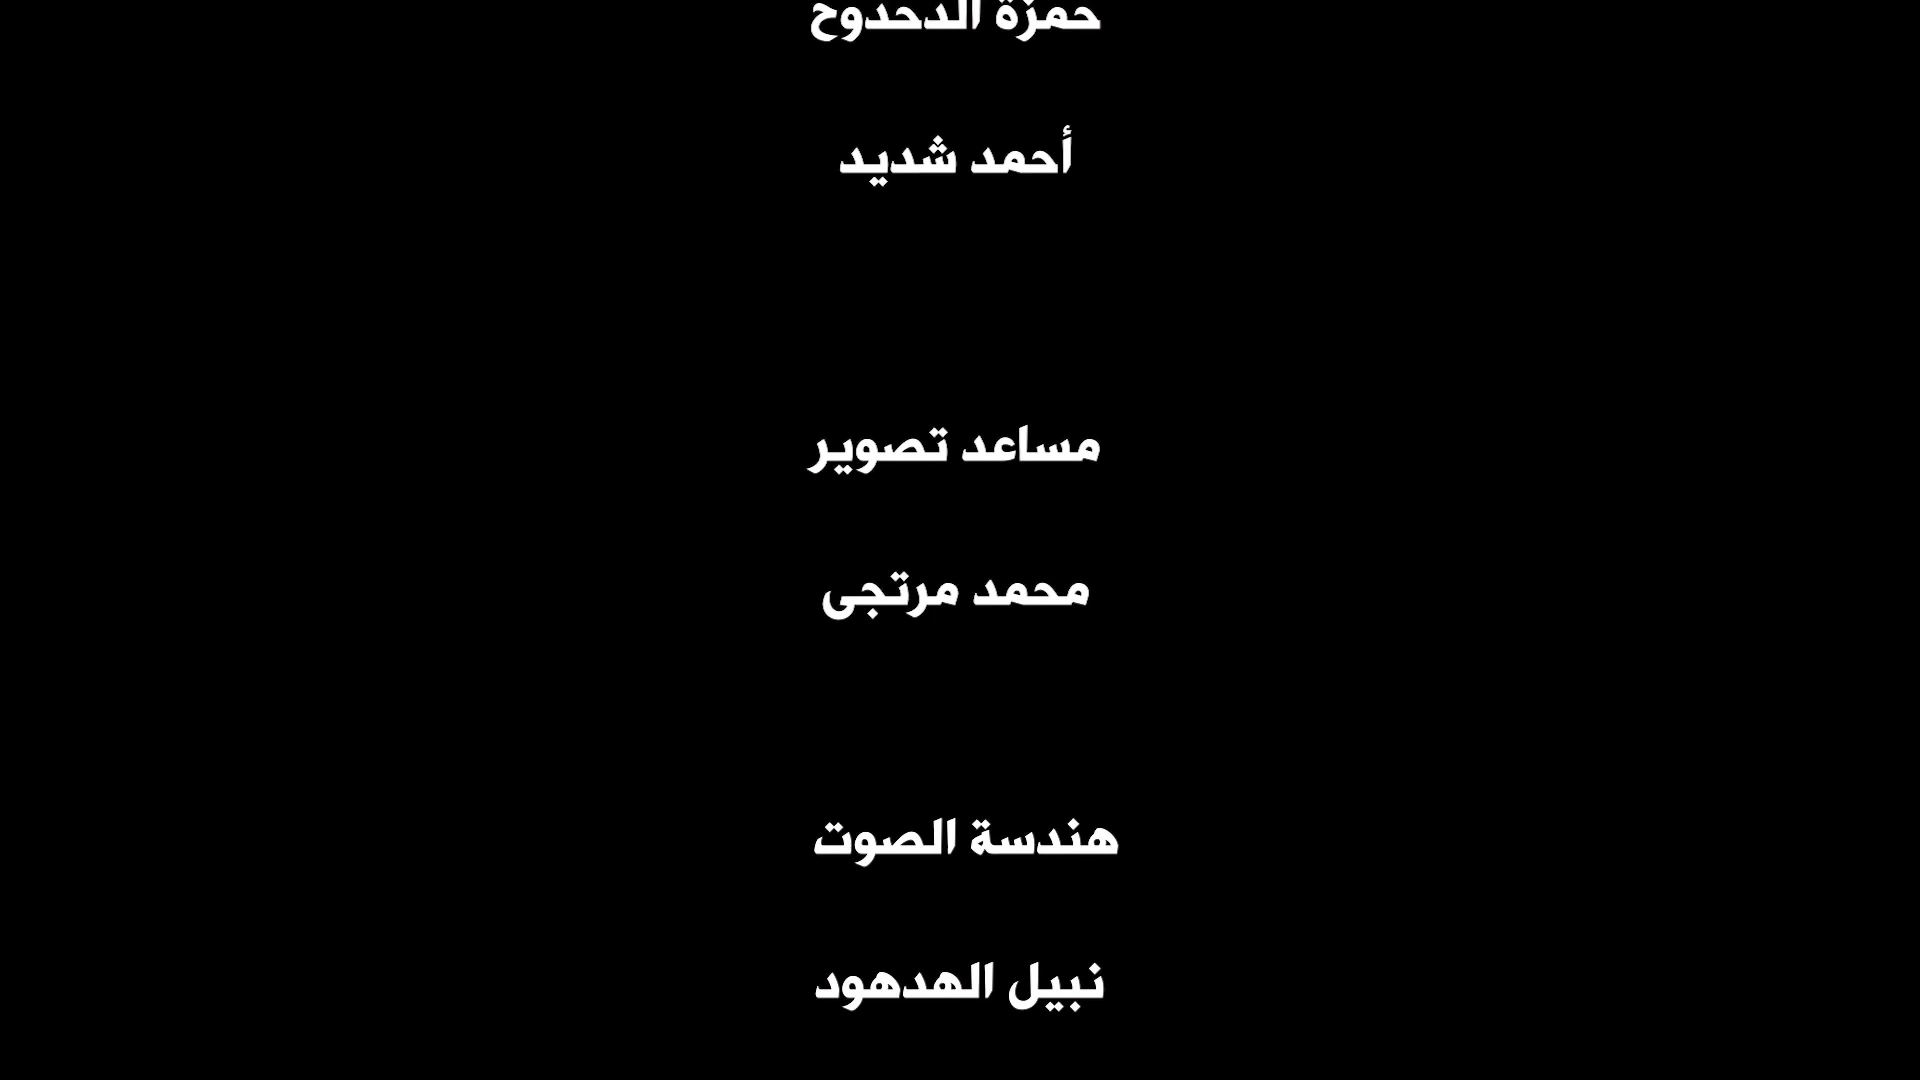 حمزة الدحدوح
أحمد شديد
مساعد تصوير
محمد مرتجى
هندسة الصوت
نبيل الهدهود